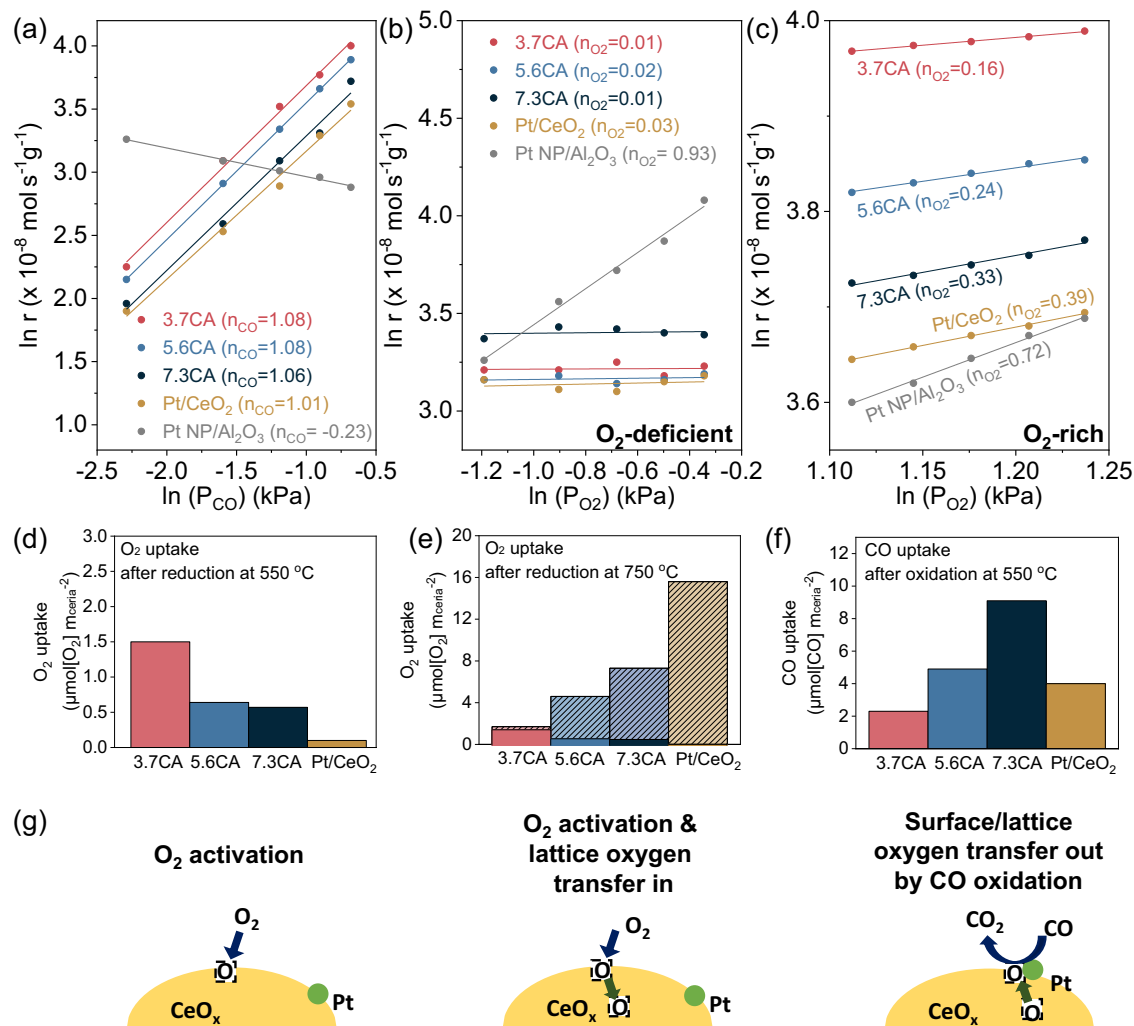 (a)
4.0
3.5
3.0
2.5
2.0
1.5
1.0
ln r (x 10⁻⁸ mol s⁻¹g⁻¹)
3.7CA (n_CO=1.08)
5.6CA (n_CO=1.08)
7.3CA (n_CO=1.06)
Pt/CeO₂ (n_CO=1.01)
Pt NP/Al₂O₃ (n_CO= -0.23)
-2.5 -2.0 -1.5 -1.0 -0.5
ln (P_CO) (kPa)
(b)
5.0
4.5
4.0
3.5
3.0
ln r (x 10⁻⁸ mol s⁻¹g⁻¹)
3.7CA (n_O2=0.01)
5.6CA (n_O2=0.02)
7.3CA (n_O2=0.01)
Pt/CeO₂ (n_O2=0.03)
Pt NP/Al₂O₃ (n_O2= 0.93)
O₂-deficient
-1.2 -1.0 -0.8 -0.6 -0.4 -0.2
ln (P_O2) (kPa)
(c)
4.0
3.8
3.6
ln r (x 10⁻⁸ mol s⁻¹g⁻¹)
3.7CA (n_O2=0.16)
5.6CA (n_O2=0.24)
7.3CA (n_O2=0.33)
Pt/CeO₂ (n_O2=0.39)
Pt NP/Al₂O₃ (n_O2=0.72)
O₂-rich
1.10 1.15 1.20 1.25
ln (P_O2) (kPa)
(d)
O₂ uptake
after reduction at 550 °C
3.0
2.5
2.0
1.5
1.0
0.5
0.0
O₂ uptake
(μmol[O₂] m_ceria⁻²)
3.7CA 5.6CA 7.3CA Pt/CeO₂
(e)
O₂ uptake
after reduction at 750 °C
20
16
12
8
4
0
O₂ uptake
(μmol[O₂] m_ceria⁻²)
3.7CA 5.6CA 7.3CA Pt/CeO₂
(f)
CO uptake
after oxidation at 550 °C
12
10
8
6
4
2
0
CO uptake
(μmol[CO] m_ceria⁻²)
3.7CA 5.6CA 7.3CA Pt/CeO₂
(g)
O₂ activation
O₂
O
CeOₓ
Pt
O₂ activation &
lattice oxygen
transfer in
O₂
O
O
CeOₓ
Pt
Surface/lattice
oxygen transfer out
by CO oxidation
CO₂ CO
O
Pt
O
CeOₓ